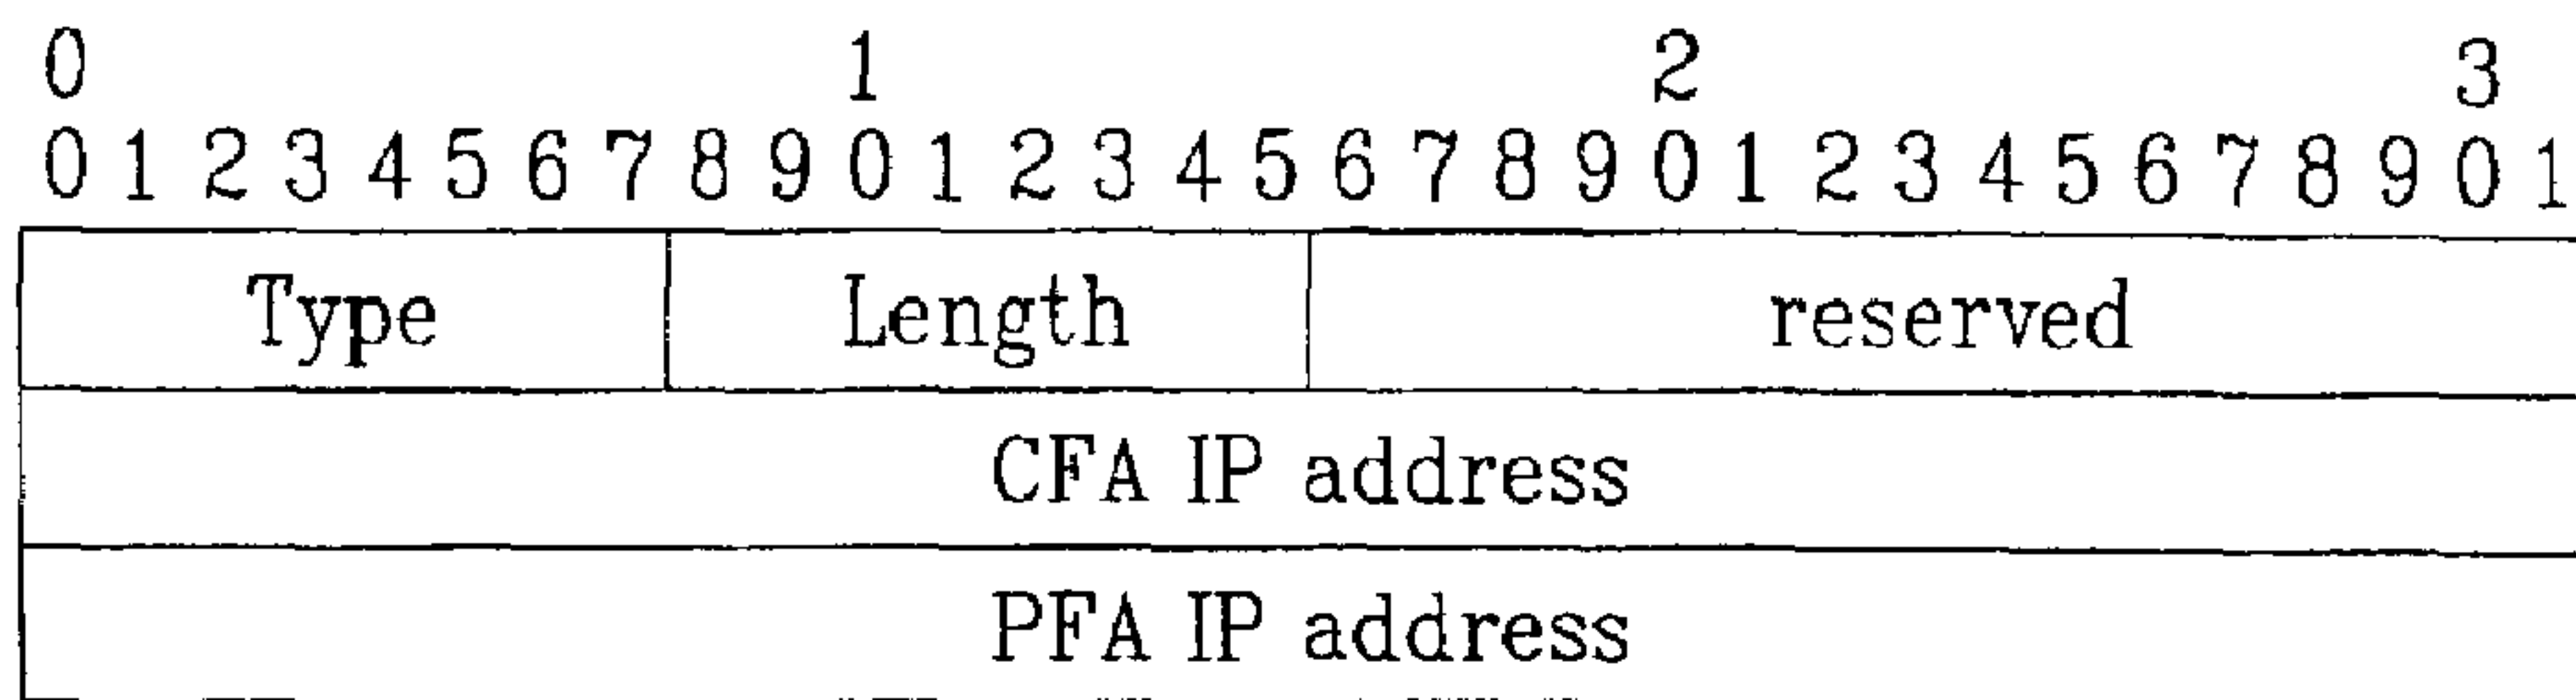 0 1 2 3
0 1 2 3 4 5 6 7 8 9 0 1 2 3 4 5 6 7 8 9 0 1 2 3 4 5 6 7 8 9 0 1
Type Length reserved
CFA IP address
PFA IP address